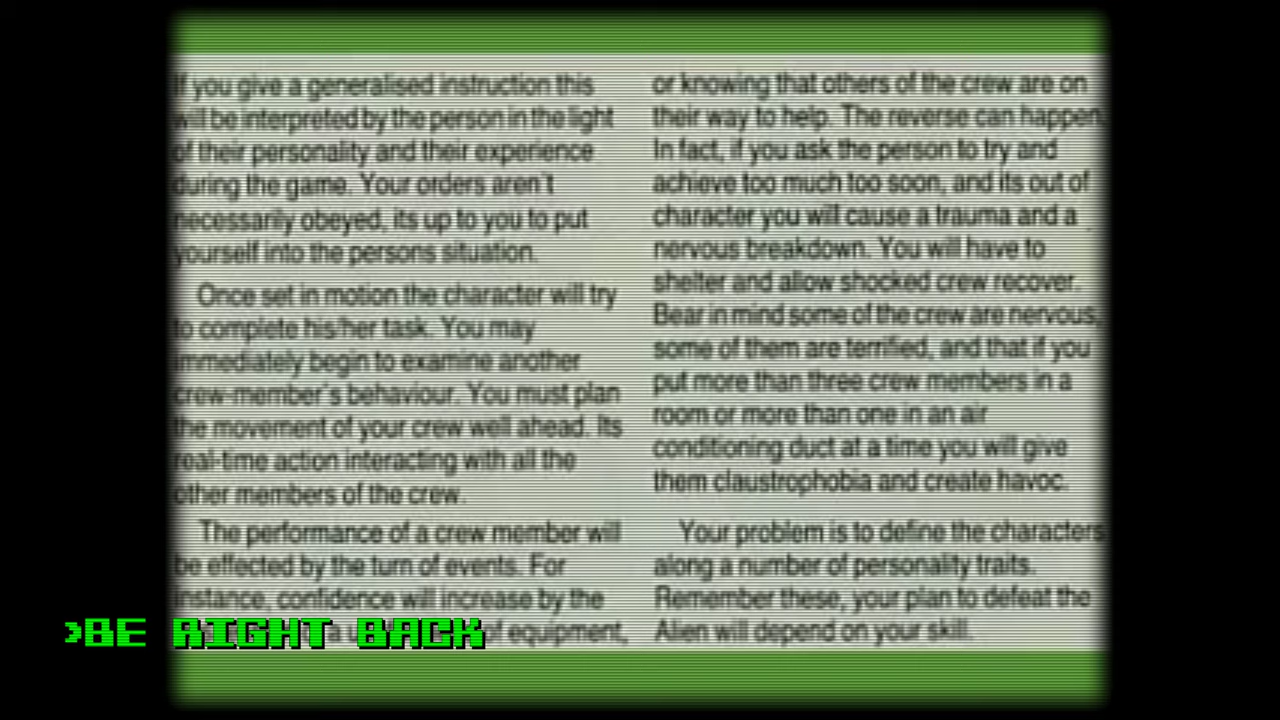 If you give a generalised instruction this
will be interpreted by the person in the light
of their personality and their experience
during the game. Your orders aren't
necessarily obeyed, its up to you to put
yourself into the persons situation.
Once set in motion the character will try
to complete his/her task. You may
immediately begin to examine another
crew-member's behaviour. You must plan
the movement of your crew well ahead. Its
real-time action interacting with all the
other members of the crew.
The performance of a crew member will
be effected by the turn of events. For
instance, confidence will increase by the
a of equipment,
or knowing that others of the crew are on
their way to help. The reverse can happen.
In fact, if you ask the person to try and
achieve too much too soon, and its out of
character you will cause a trauma and a
nervous breakdown. You will have to
shelter and allow shocked crew recover.
Bear in mind some of the crew are nervous,
some of them are terrified, and that if you
put more than three crew members in a
room or more than one in an air
conditioning duct at a time you will give
them claustrophobia and create havoc.
Your problem is to define the characters
along a number of personality traits.
Remember these, your plan to defeat the
Alien will depend on your skill.
>BE RIGHT BACK